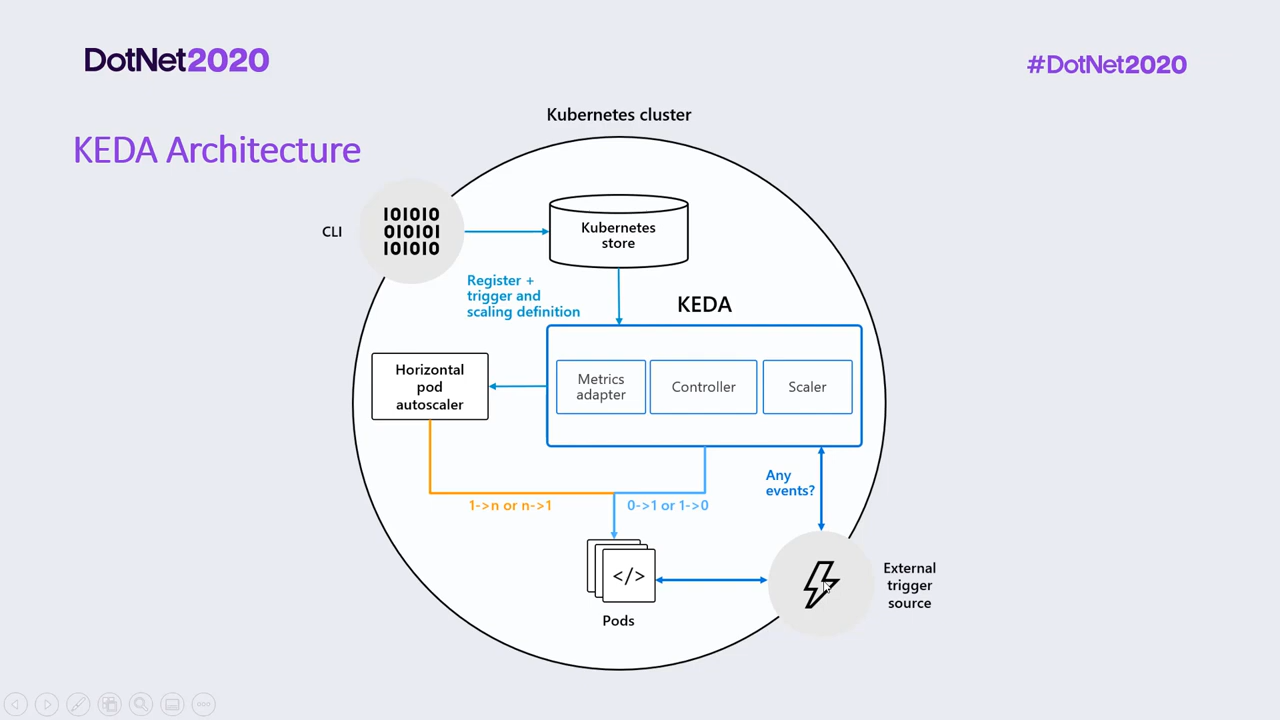 DotNet2020
#DotNet2020
KEDA Architecture
Kubernetes cluster
101010
010101
101010
CLI
Kubernetes
store
Register +
trigger and
scaling definition
KEDA
Horizontal
pod
autoscaler
Metrics
adapter
Controller
Scaler
Any
events?
1->n or n->1
0->1 or 1->0
</>
Pods
External
trigger
source